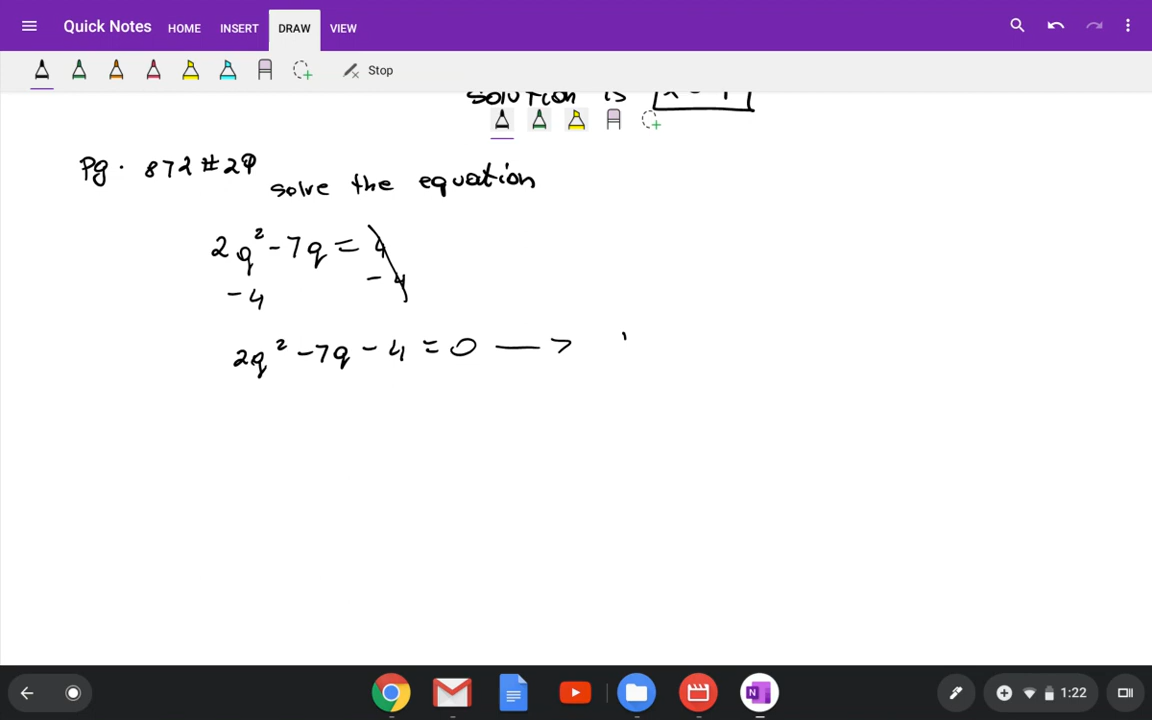 Quick Notes HOME INSERT DRAW VIEW
Stop
solution is
Pg. 872 #29
solve the equation
2q² - 7q = 4
- 4 - 4
2q² - 7q - 4 = 0 —>
1:22